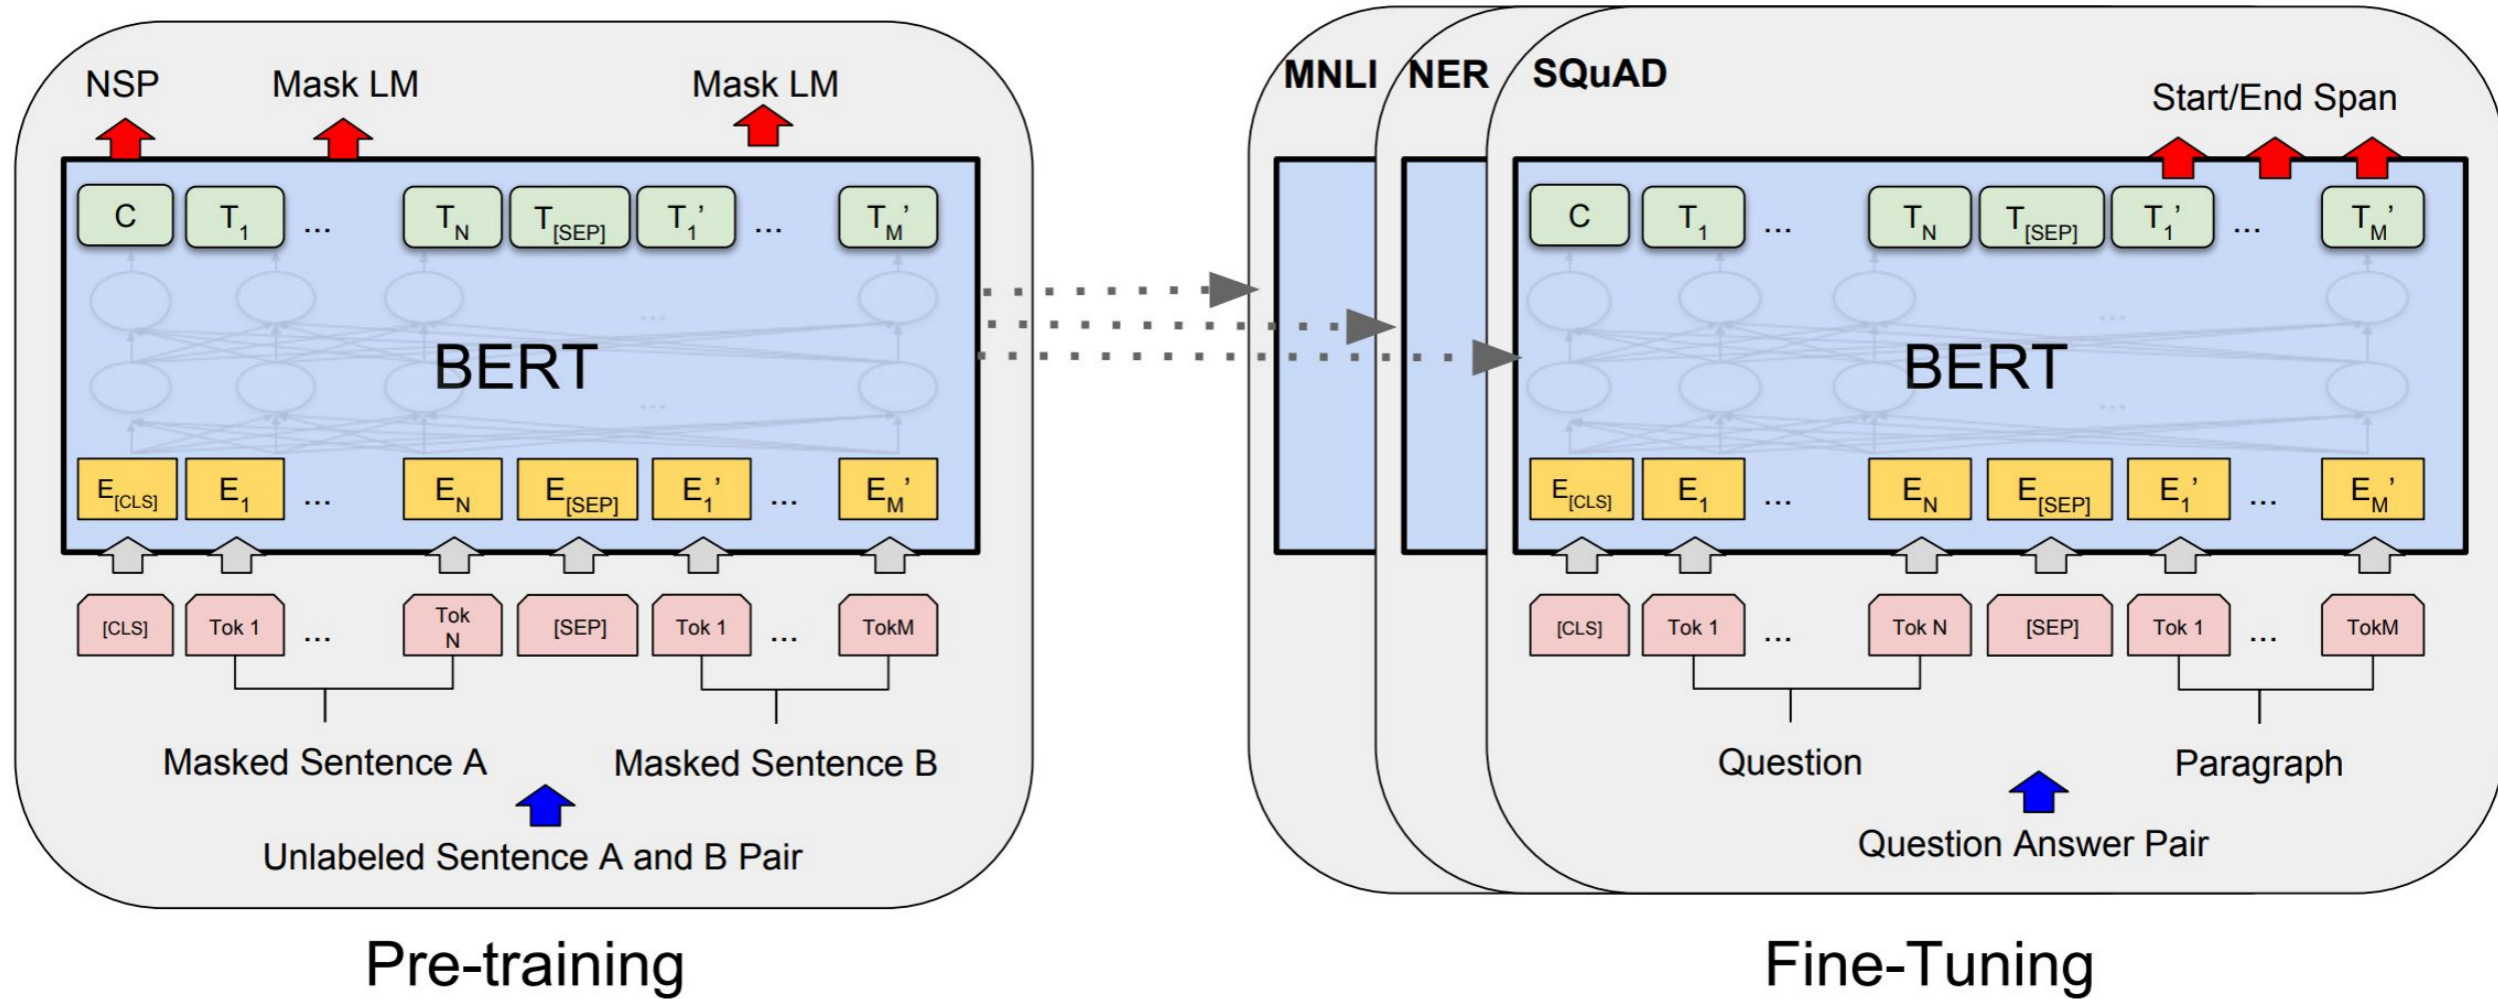 NSP Mask LM Mask LM
C T1 ... TN T[SEP] T1’ ... TM’
... 
BERT
...
E[CLS] E1 ... EN E[SEP] E1’ ... EM’
[CLS] Tok 1 ... Tok N [SEP] Tok 1 ... TokM
Masked Sentence A Masked Sentence B
Unlabeled Sentence A and B Pair
Pre-training
MNLI NER SQuAD
Start/End Span
C T1 ... TN T[SEP] T1’ ... TM’
...
BERT
...
E[CLS] E1 ... EN E[SEP] E1’ ... EM’
[CLS] Tok 1 ... Tok N [SEP] Tok 1 ... TokM
Question Paragraph
Question Answer Pair
Fine-Tuning